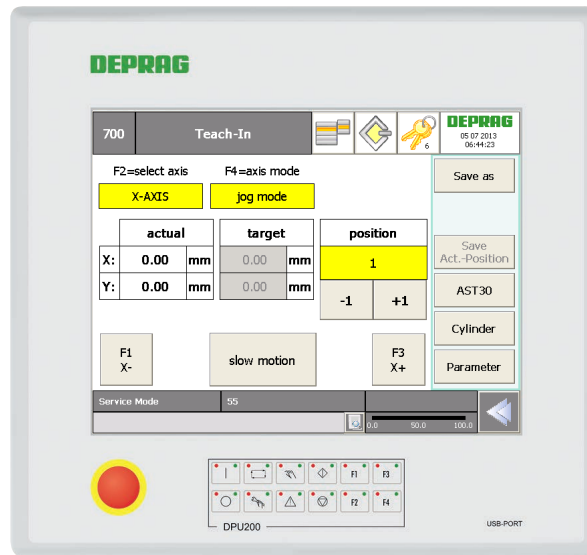 DEPRAG
700 Teach-In 6 DEPRAG
05 07 2013
06:44:23
F2=select axis F4=axis mode Save as
X-AXIS jog mode
actual target position
X: 0.00 mm 0.00 mm 1
Save
Act.-Position
Y: 0.00 mm 0.00 mm
-1 +1 AST30
Cylinder
F1
X-
slow motion
F3
X+
Parameter
Service Mode 55
0.0 50.0 100.0
F1 F3
F2 F4
DPU200
USB-PORT